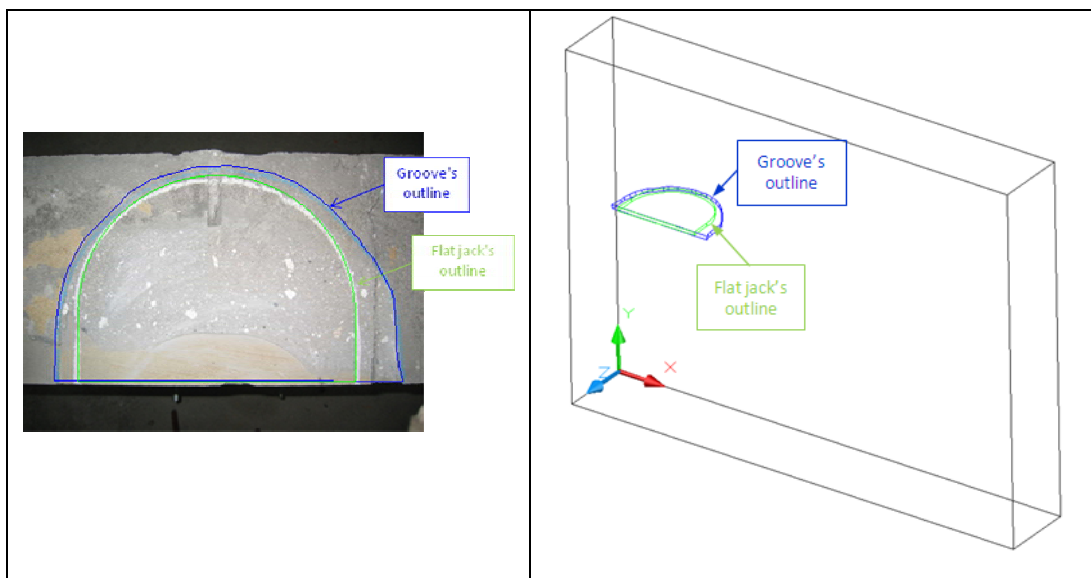 Groove's
outline
Flat jack's
outline
Groove's
outline
Flat jack's
outline
Y
X
Z